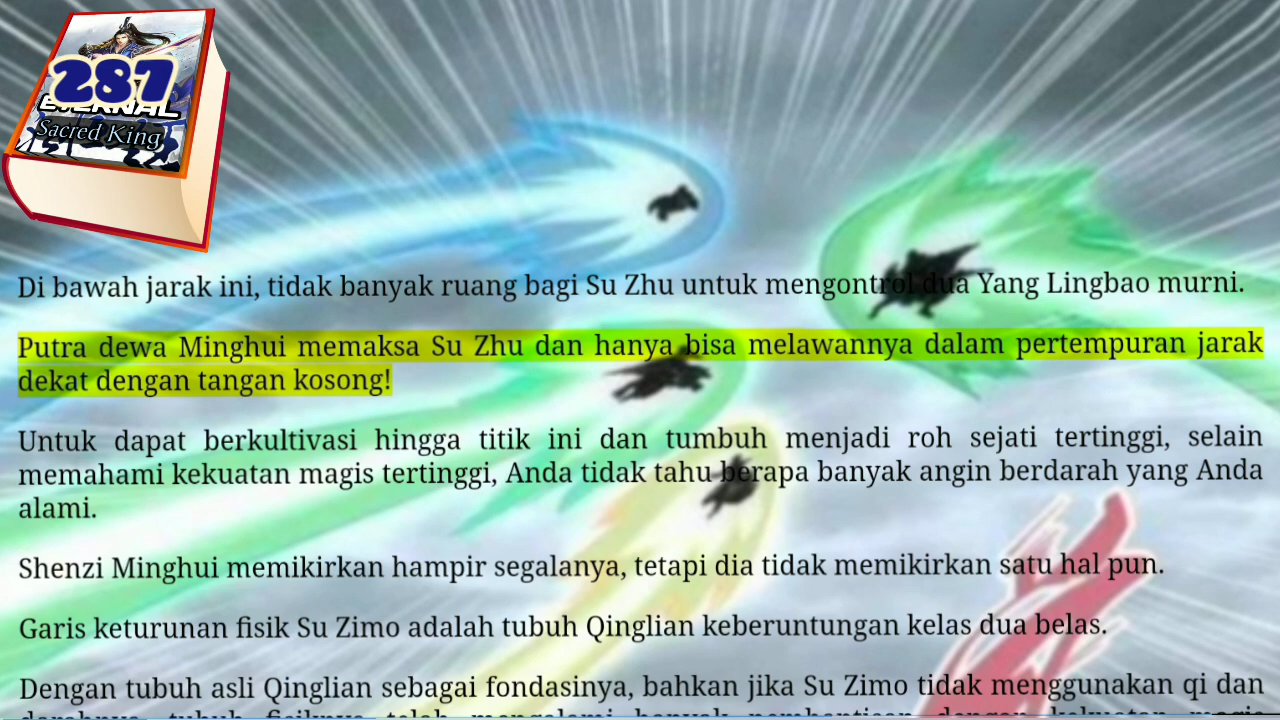 287
ETERNAL
Sacred King
Di bawah jarak ini, tidak banyak ruang bagi Su Zhu untuk mengontrol dua Yang Lingbao murni.
Putra dewa Minghui memaksa Su Zhu dan hanya bisa melawannya dalam pertempuran jarak
dekat dengan tangan kosong!
Untuk dapat berkultivasi hingga titik ini dan tumbuh menjadi roh sejati tertinggi, selain
memahami kekuatan magis tertinggi, Anda tidak tahu berapa banyak angin berdarah yang Anda
alami.
Shenzi Minghui memikirkan hampir segalanya, tetapi dia tidak memikirkan satu hal pun.
Garis keturunan fisik Su Zimo adalah tubuh Qinglian keberuntungan kelas dua belas.
Dengan tubuh asli Qinglian sebagai fondasinya, bahkan jika Su Zimo tidak menggunakan qi dan